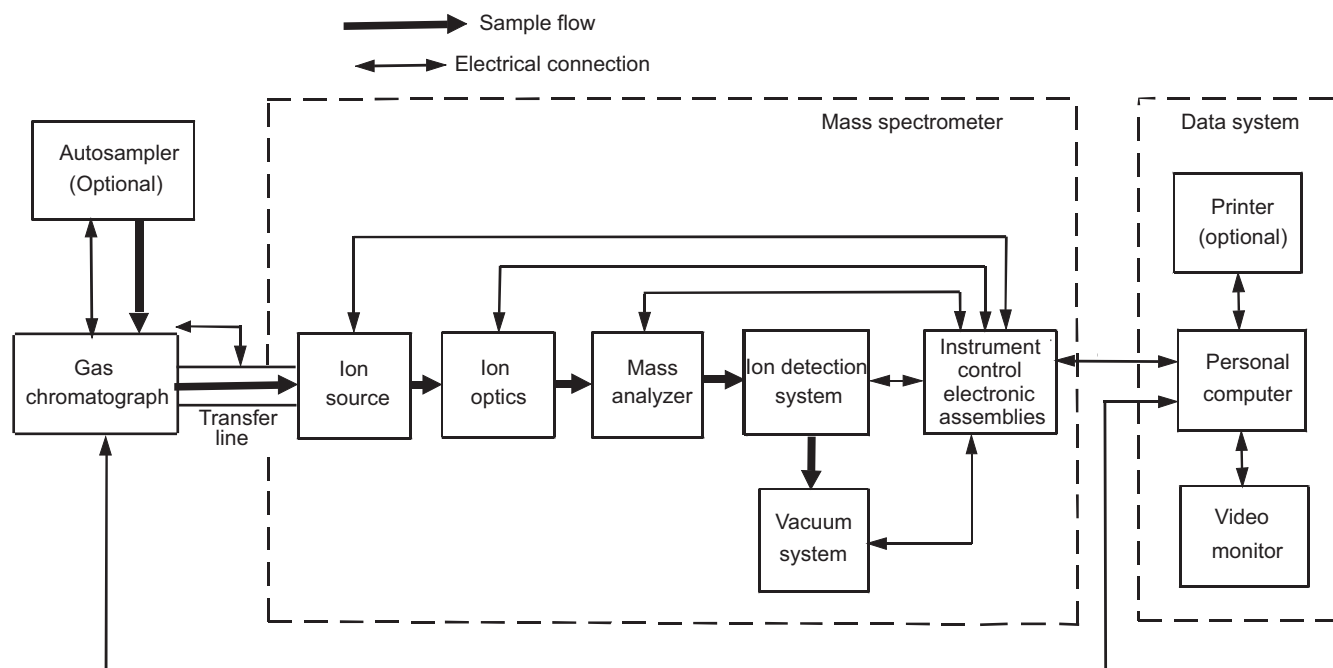 Sample flow
Electrical connection
Mass spectrometer
Data system
Autosampler
(Optional)
Printer
(optional)
Gas
chromatograph
Transfer
line
Ion
source
Ion
optics
Mass
analyzer
Ion detection
system
Instrument
control
electronic
assemblies
Personal
computer
Vacuum
system
Video
monitor